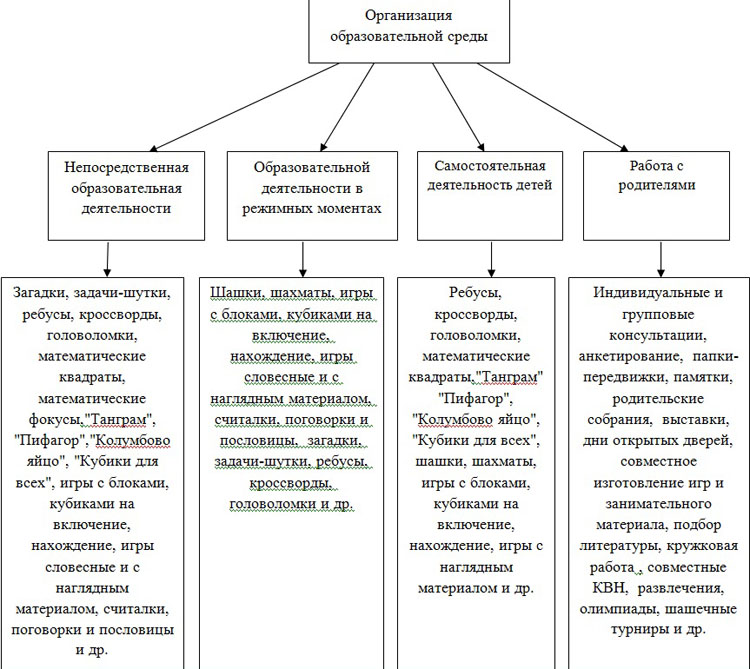 Организация
образовательной среды
Непосредственная
образовательная
деятельности
Образовательной
деятельности в
режимных моментах
Самостоятельная
деятельность детей
Работа с
родителями
Загадки, задачи-шутки,
ребусы, кроссворды,
головоломки,
математические
квадраты,
математические
фокусы,"Танграм",
"Пифагор","Колумбово
яйцо", "Кубики для
всех", игры с блоками,
кубиками на
включение,
нахождение, игры
словесные и с
наглядным
материалом, считалки,
поговорки и пословицы
и др.
Шашки, шахматы, игры
с блоками, кубиками на
включение,
нахождение, игры
словесные и с
наглядным материалом,
считалки, поговорки и
пословицы, загадки,
задачи-шутки, ребусы,
кроссворды,
головоломки и др.
Ребусы,
кроссворды,
головоломки,
математические
квадраты,"Танграм"
"Пифагор",
"Колумбово яйцо",
"Кубики для всех",
шашки, шахматы,
игры с блоками,
кубиками на
включение,
нахождение, игры с
наглядным
материалом и др.
Индивидуальные и
групповые
консультации,
анкетирование, папки-
передвижки, памятки,
родительские
собрания, выставки,
дни открытых дверей,
совместное
изготовление игр и
занимательного
материала, подбор
литературы, кружковая
работа , совместные
КВН, развлечения,
олимпиады, шашечные
турниры и др.